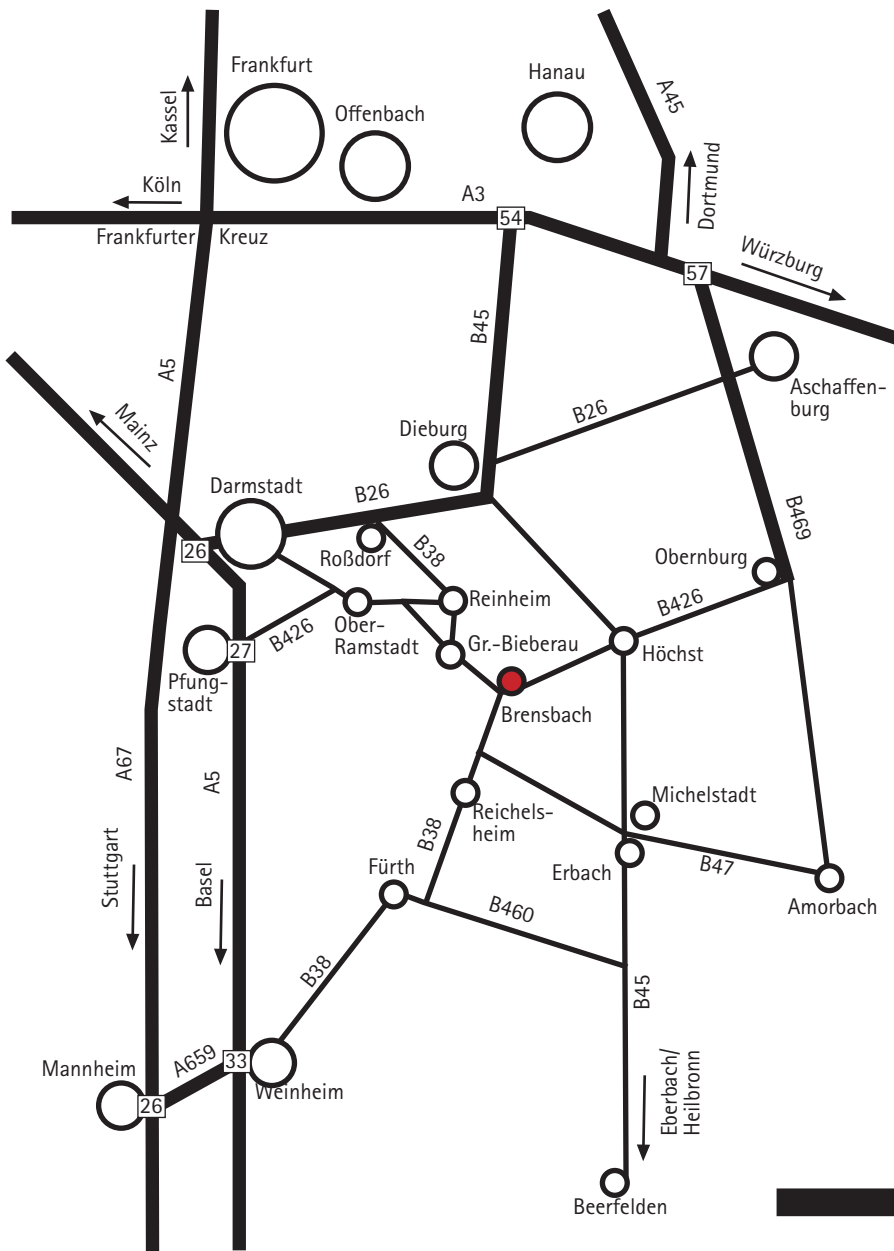 Frankfurt
Hanau
Offenbach
Kassel
A45
Köln
A3
Dortmund
54
Frankfurter Kreuz
Würzburg
57
B45
A5
Aschaffen-
burg
Mainz
B26
Dieburg
Darmstadt
B26
B469
26
Roßdorf
B38
Obernburg
Reinheim
B426
Ober-
Ramstadt
B426
Gr.-Bieberau
Höchst
27
Pfung-
stadt
Brensbach
A67
A5
Michelstadt
Reichels-
heim
B38
Stuttgart
Basel
Fürth
Erbach
B47
Amorbach
B460
B38
B45
A659
33
Mannheim
Weinheim
26
Eberbach/
Heilbronn
Beerfelden